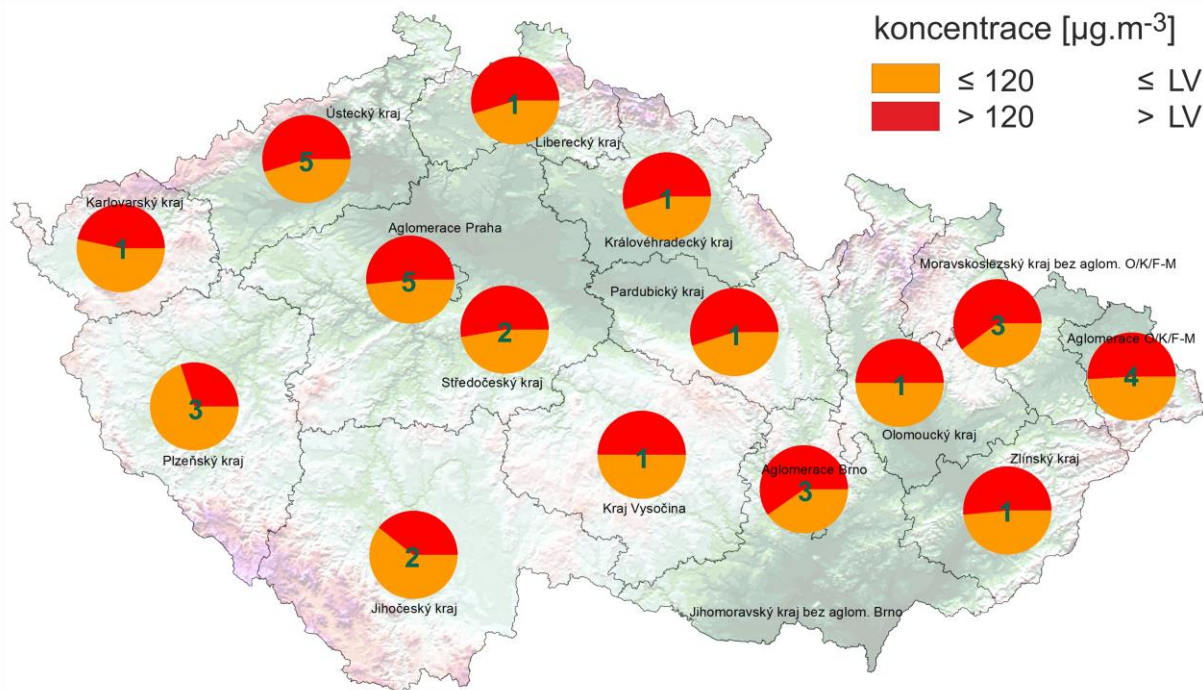 koncentrace [µg.m-3]
≤ 120 ≤ LV
> 120 > LV
1
Ústecký kraj
Liberecký kraj
5
Karlovarský kraj
1
1
Královéhradecký kraj
Aglomerace Praha
5
Moravskoslezský kraj bez aglom. O/K/F-M
Pardubický kraj
2
1
3
Středočeský kraj
Aglomerace O/K/F-M
4
1
3
Plzeňský kraj
Olomoucký kraj
1
Kraj Vysočina
Aglomerace Brno
3
Zlínský kraj
1
2
Jihočeský kraj
Jihomoravský kraj bez aglom. Brno